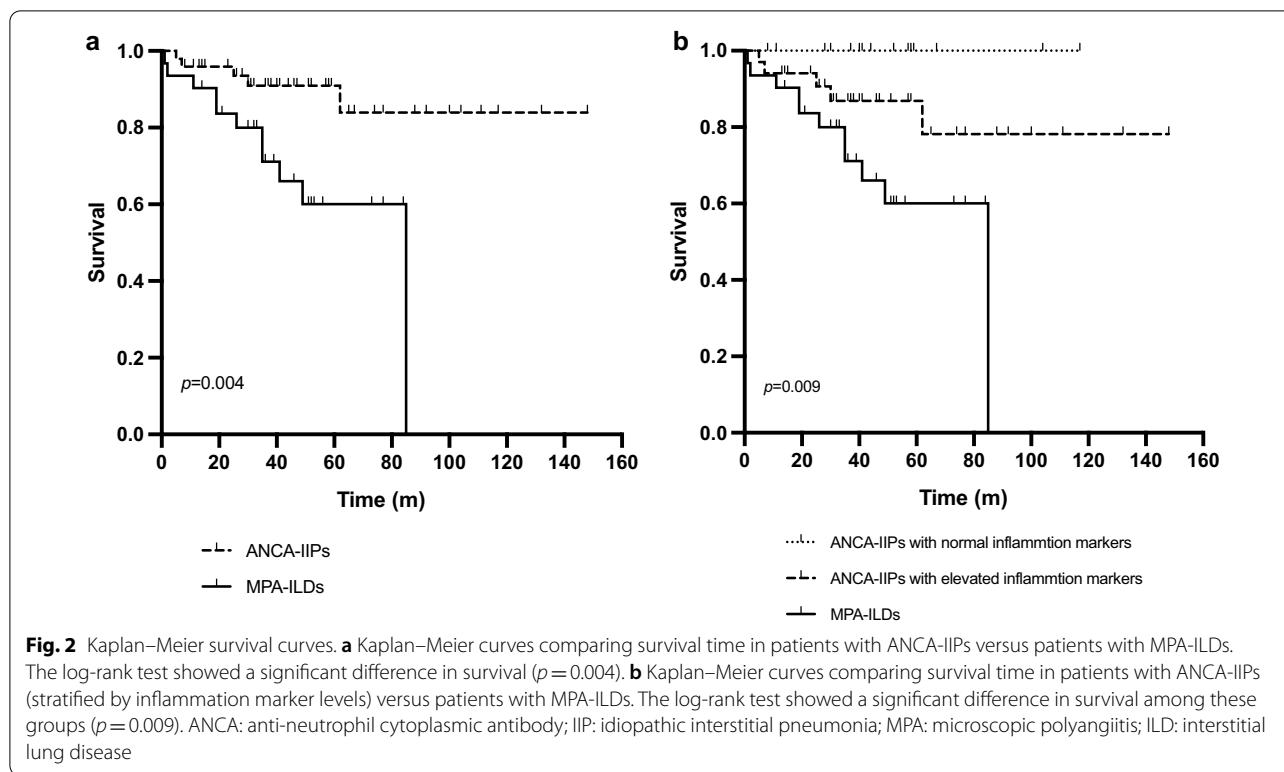 a
1.0
0.8
0.6
0.4
0.2
0.0
Survival
p=0.004
0 20 40 60 80 100 120 140 160
Time (m)
ANCA-IIPs
MPA-ILDs
b
1.0
0.8
0.6
0.4
0.2
0.0
Survival
p=0.009
0 20 40 60 80 100 120 140 160
Time (m)
ANCA-IIPs with normal inflammtion markers
ANCA-IIPs with elevated inflammtion markers
MPA-ILDs
Fig. 2 Kaplan–Meier survival curves. a Kaplan–Meier curves comparing survival time in patients with ANCA-IIPs versus patients with MPA-ILDs.
The log-rank test showed a significant difference in survival (p = 0.004). b Kaplan–Meier curves comparing survival time in patients with ANCA-IIPs
(stratified by inflammation marker levels) versus patients with MPA-ILDs. The log-rank test showed a significant difference in survival among these
groups (p = 0.009). ANCA: anti-neutrophil cytoplasmic antibody; IIP: idiopathic interstitial pneumonia; MPA: microscopic polyangiitis; ILD: interstitial
lung disease